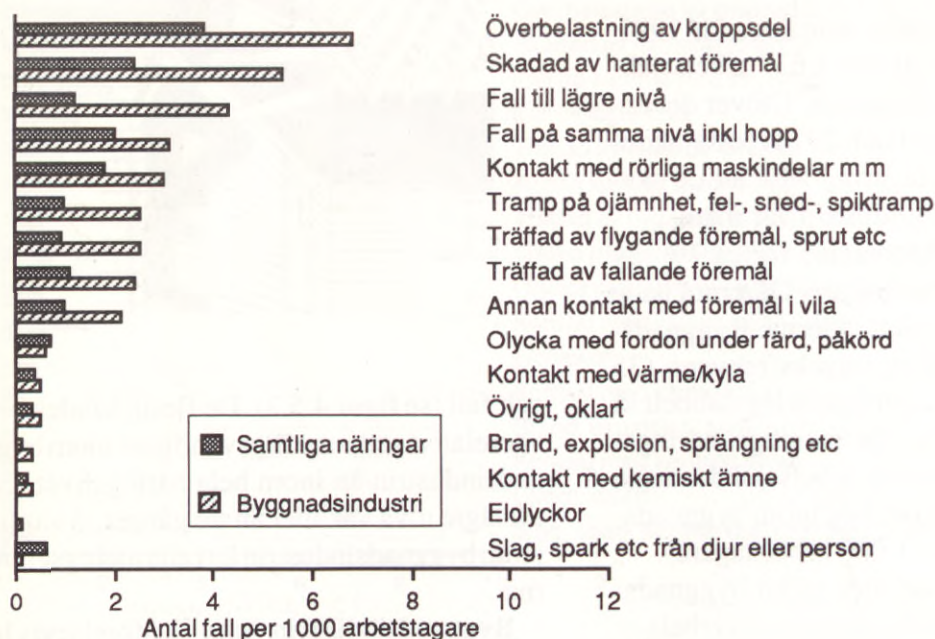 Överbelastning av kroppsdel
Skadad av hanterat föremål
Fall till lägre nivå
Fall på samma nivå inkl hopp
Kontakt med rörliga maskindelar m m
Tramp på ojämnhet, fel-, sned-, spiktramp
Träffad av flygande föremål, sprut etc
Träffad av fallande föremål
Annan kontakt med föremål i vila
Olycka med fordon under färd, påkörd
Kontakt med värme/kyla
Övrigt, oklart
Brand, explosion, sprängning etc
Kontakt med kemiskt ämne
Elolyckor
Slag, spark etc från djur eller person
Samtliga näringar
Byggnadsindustri
0 2 4 6 8 10 12
Antal fall per 1000 arbetstagare